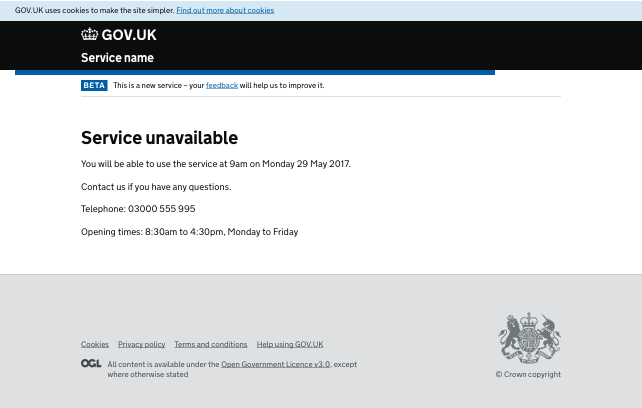 GOV.UK uses cookies to make the site simpler. Find out more about cookies
GOV.UK
Service name
BETA This is a new service – your feedback will help us to improve it.
Service unavailable
You will be able to use the service at 9am on Monday 29 May 2017.
Contact us if you have any questions.
Telephone: 03000 555 995
Opening times: 8:30am to 4:30pm, Monday to Friday
Cookies Privacy policy Terms and conditions Help using GOV.UK
OGL All content is available under the Open Government Licence v3.0, except
where otherwise stated
© Crown copyright